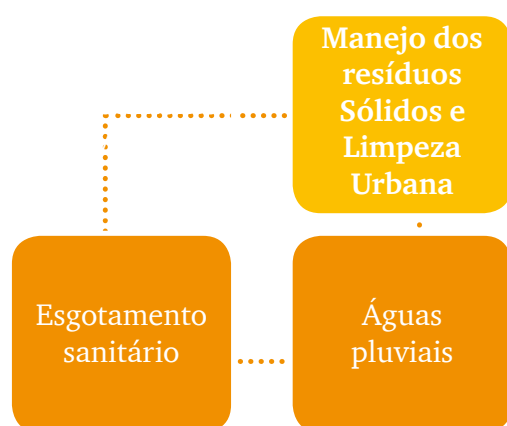 Manejo dos
resíduos
Sólidos e
Limpeza
Urbana
Esgotamento
sanitário
Águas
pluviais